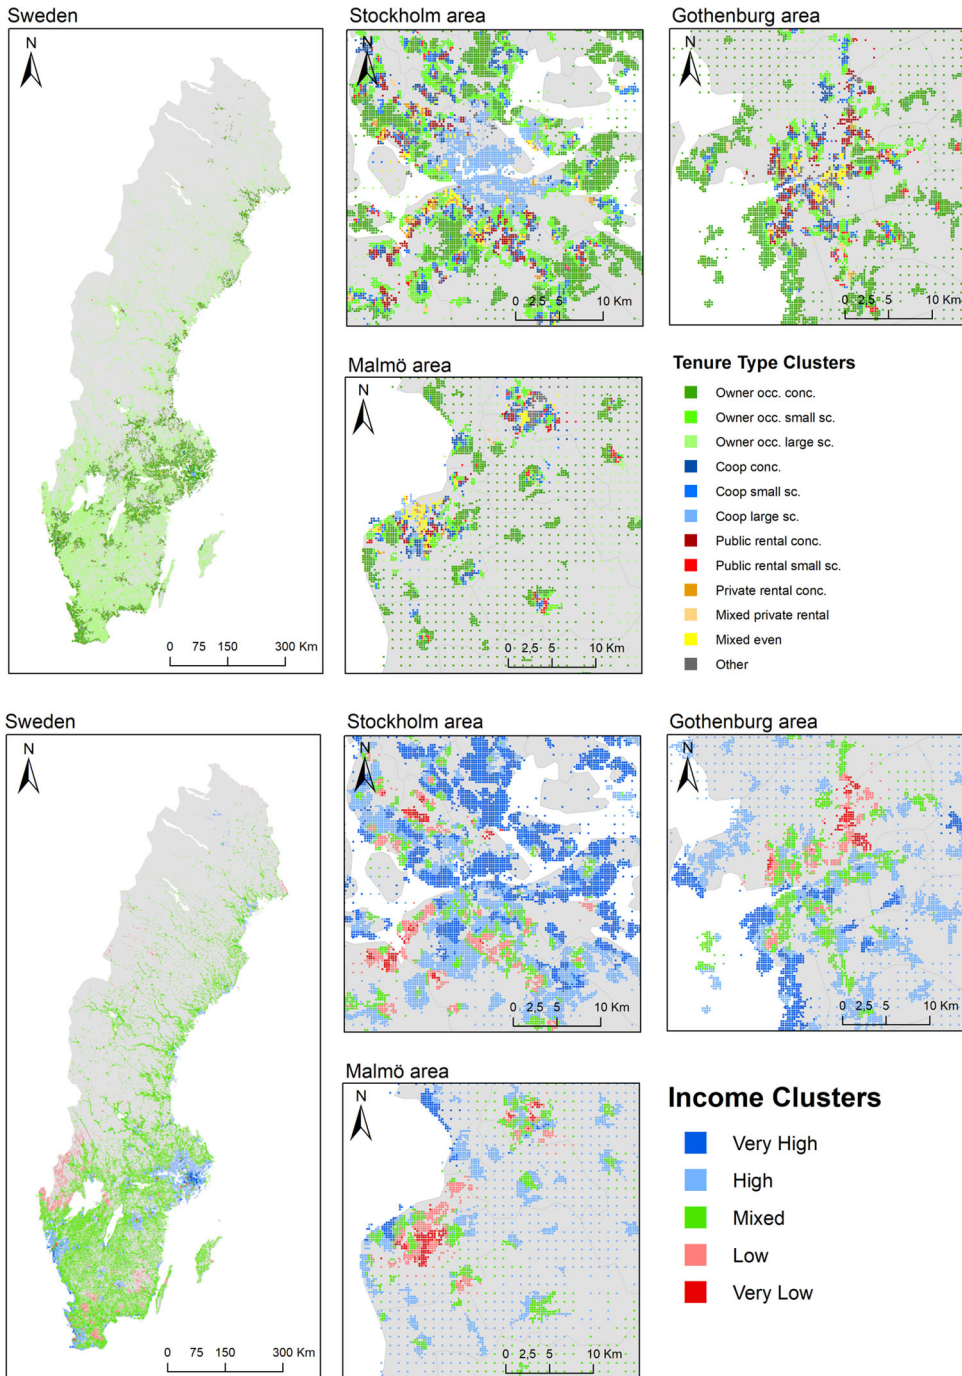 Sweden
N
0 75 150 300 Km
Stockholm area
N
0 2,5 5 10 Km
Gothenburg area
N
0 2,5 5 10 Km
Malmö area
N
0 2,5 5 10 Km
Tenure Type Clusters
Owner occ. conc.
Owner occ. small sc.
Owner occ. large sc.
Coop conc.
Coop small sc.
Coop large sc.
Public rental conc.
Public rental small sc.
Private rental conc.
Mixed private rental
Mixed even
Other
Sweden
N
0 75 150 300 Km
Stockholm area
N
0 2,5 5 10 Km
Gothenburg area
N
0 2,5 5 10 Km
Malmö area
N
0 2,5 5 10 Km
Income Clusters
Very High
High
Mixed
Low
Very Low